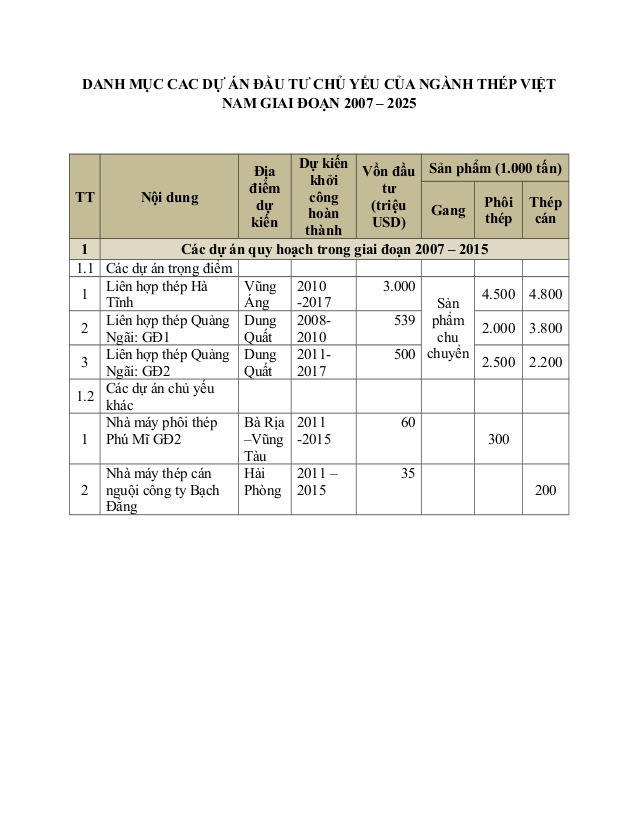 DANH MỤC CAC DỰ ÁN ĐẦU TƯ CHỦ YẾU CỦA NGÀNH THÉP VIỆT
NAM GIAI ĐOẠN 2007 – 2025
TT
Nội dung
Địa
điểm
dự
kiến
Dự kiến
khởi
công
hoàn
thành
Vồn đầu
tư
(triệu
USD)
Sản phẩm (1.000 tấn)
Gang
Phôi
thép
Thép
cán
1
Các dự án quy hoạch trong giai đoạn 2007 – 2015
1.1
Các dự án trọng điểm
1
Liên hợp thép Hà
Tĩnh
Vũng
Áng
2010
-2017
3.000
Sản
phẩm
chu
chuyển
4.500
4.800
2
Liên hợp thép Quảng
Ngãi: GĐ1
Dung
Quất
2008-
2010
539
2.000
3.800
3
Liên hợp thép Quảng
Ngãi: GĐ2
Dung
Quất
2011-
2017
500
2.500
2.200
1.2
Các dự án chủ yếu
khác
1
Nhà máy phôi thép
Phú Mĩ GĐ2
Bà Rịa
–Vũng
Tàu
2011
-2015
60
300
2
Nhà máy thép cán
nguội công ty Bạch
Đằng
Hải
Phòng
2011 –
2015
35
200